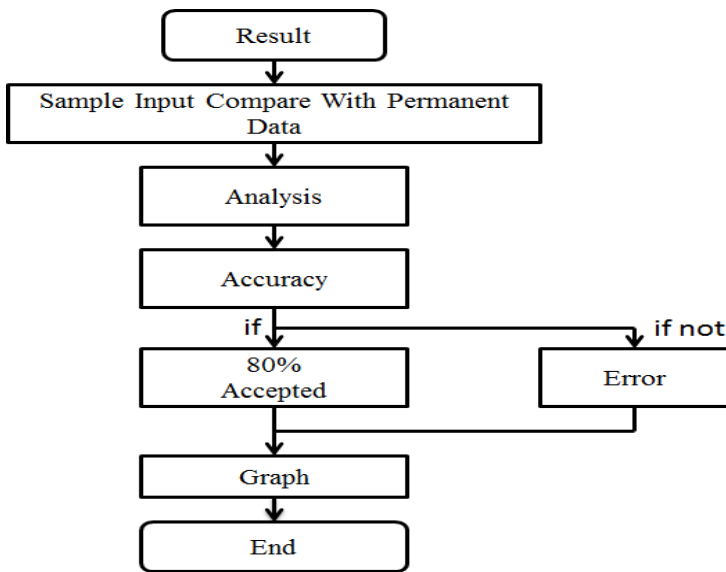 Result
Sample Input Compare With Permanent
Data
Analysis
Accuracy
if
if not
80%
Accepted
Error
Graph
End